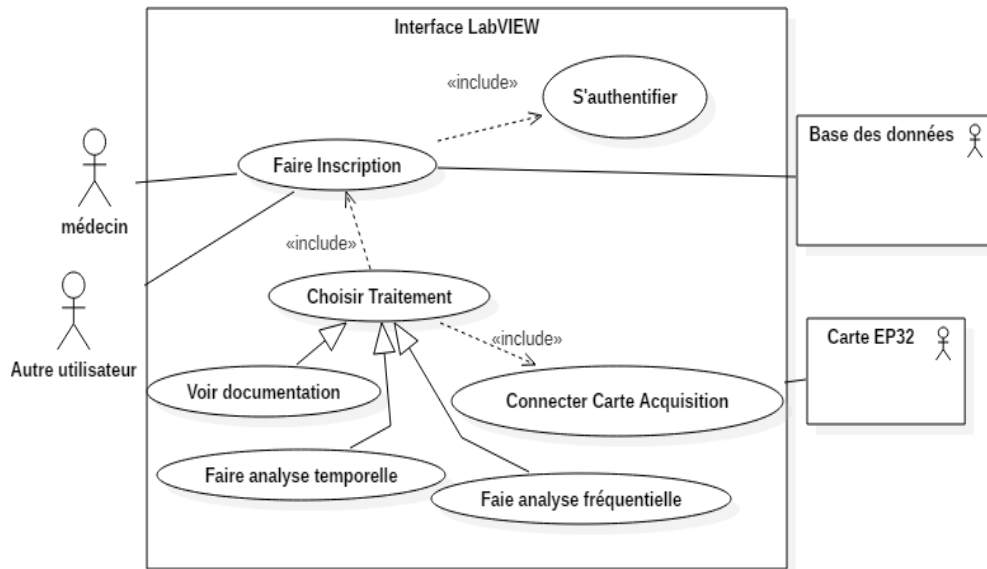 Interface LabVIEW
«include»
S'authentifier
Base des données
Faire Inscription
médecin
«include»
Choisir Traitement
«include»
Carte EP32
Autre utilisateur
Voir documentation
Connecter Carte Acquisition
Faire analyse temporelle
Faie analyse fréquentielle